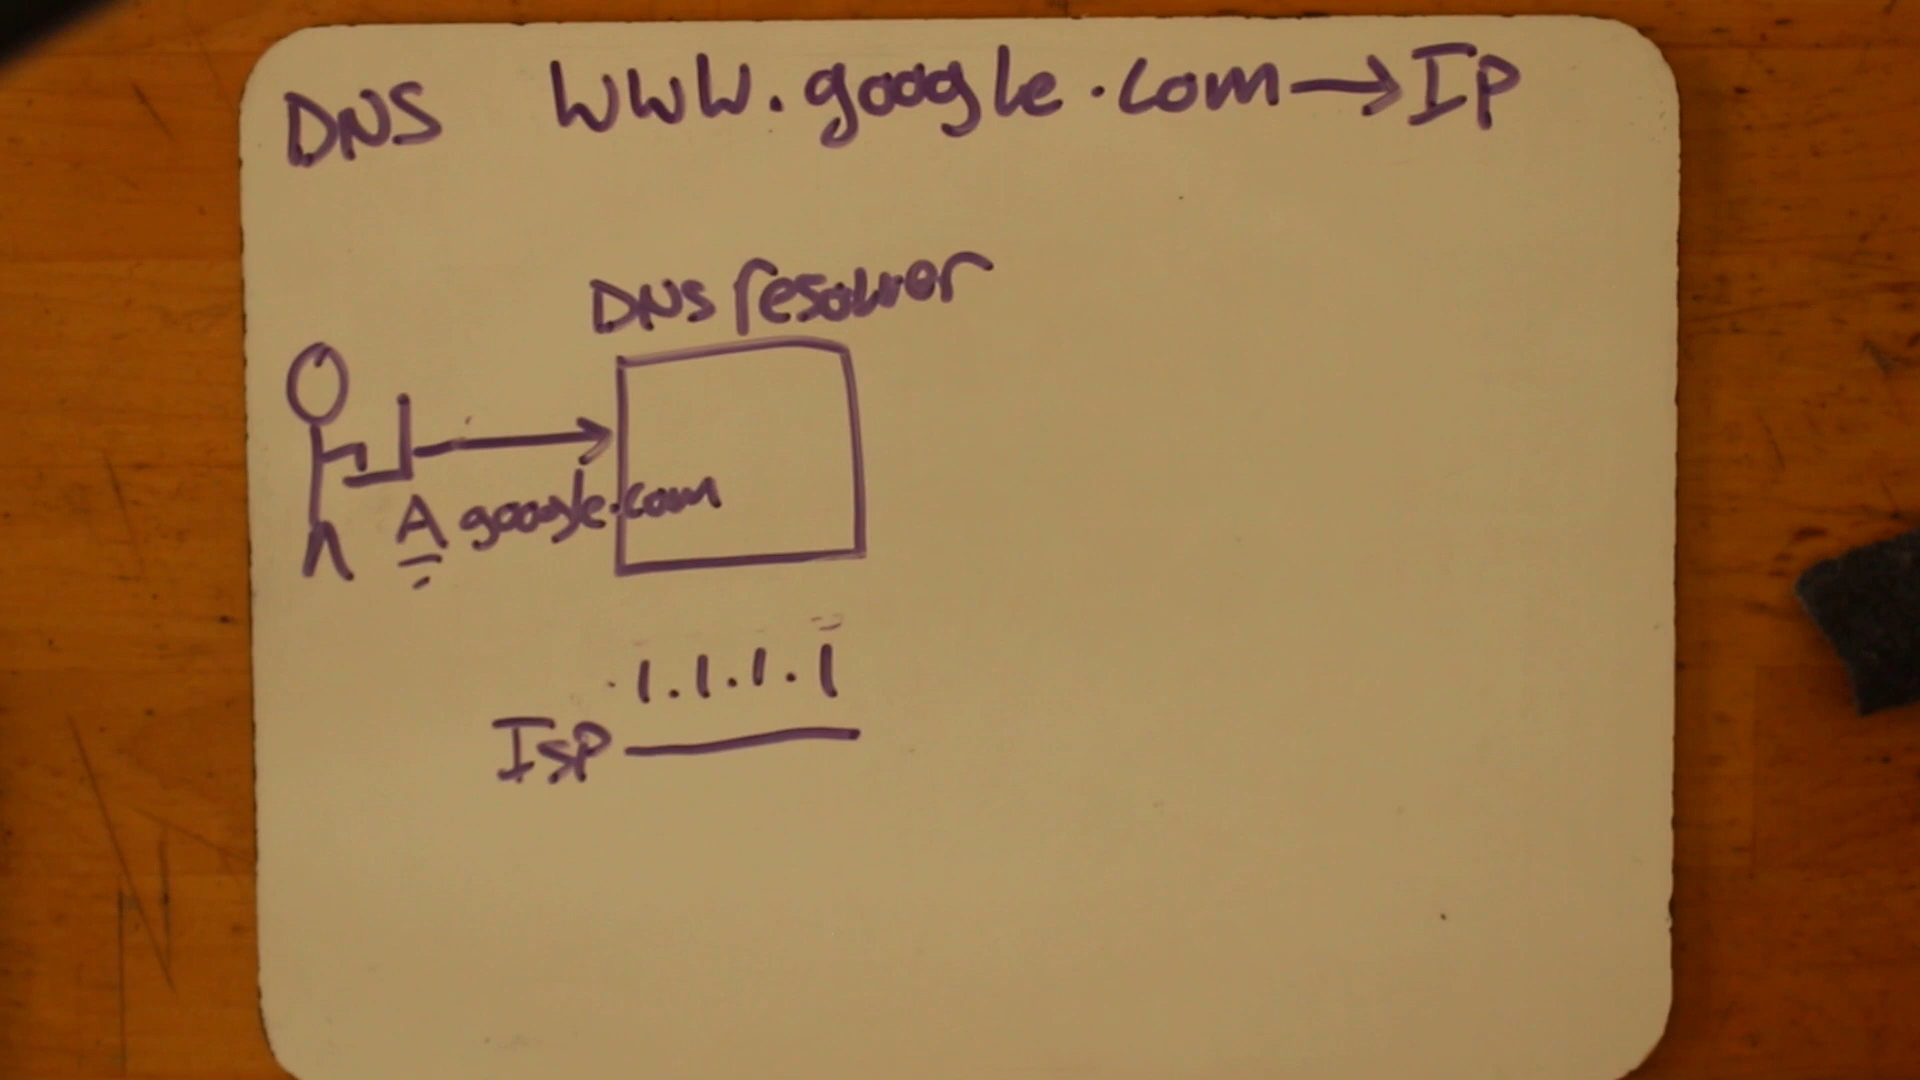 DNS www.google.com → IP
DNS resolver
A google.com
1.1.1.1
ISP